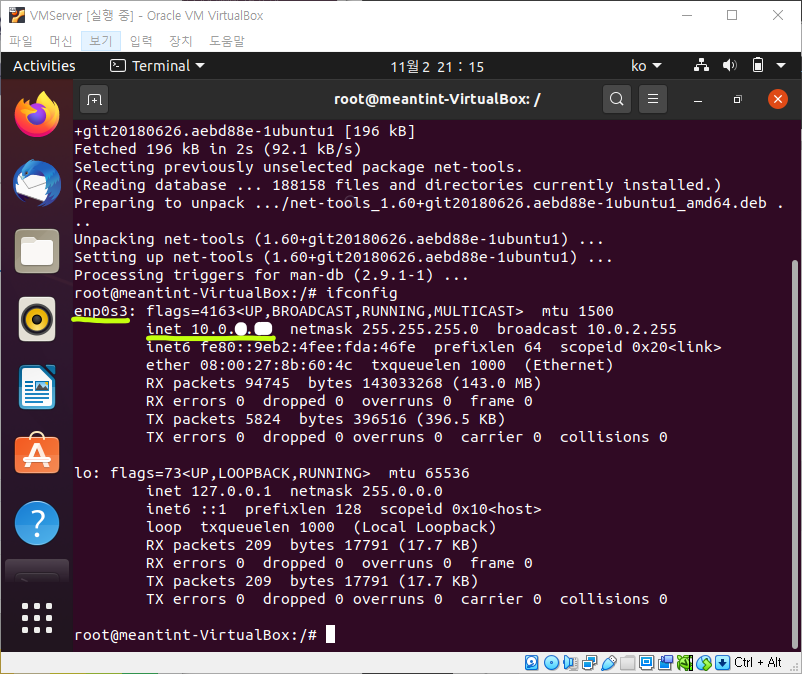 VMServer [실행 중] - Oracle VM VirtualBox
파일 머신 보기 입력 장치 도움말
Activities Terminal 11월 2 21 : 15 ko
root@meantint-VirtualBox: /
+git20180626.aebd88e-1ubuntu1 [196 kB]
Fetched 196 kB in 2s (92.1 kB/s)
Selecting previously unselected package net-tools.
(Reading database ... 188158 files and directories currently installed.)
Preparing to unpack .../net-tools_1.60+git20180626.aebd88e-1ubuntu1_amd64.deb .
..
Unpacking net-tools (1.60+git20180626.aebd88e-1ubuntu1) ...
Setting up net-tools (1.60+git20180626.aebd88e-1ubuntu1) ...
Processing triggers for man-db (2.9.1-1) ...
root@meantint-VirtualBox:/# ifconfig
enp0s3: flags=4163<UP,BROADCAST,RUNNING,MULTICAST>  mtu 1500
inet 10.0. .  netmask 255.255.255.0  broadcast 10.0.2.255
inet6 fe80::9eb2:4fee:fda:46fe  prefixlen 64  scopeid 0x20<link>
ether 08:00:27:8b:60:4c  txqueuelen 1000  (Ethernet)
RX packets 94745  bytes 143033268 (143.0 MB)
RX errors 0  dropped 0  overruns 0  frame 0
TX packets 5824  bytes 396516 (396.5 KB)
TX errors 0  dropped 0 overruns 0  carrier 0  collisions 0
lo: flags=73<UP,LOOPBACK,RUNNING>  mtu 65536
inet 127.0.0.1  netmask 255.0.0.0
inet6 ::1  prefixlen 128  scopeid 0x10<host>
loop  txqueuelen 1000  (Local Loopback)
RX packets 209  bytes 17791 (17.7 KB)
RX errors 0  dropped 0  overruns 0  frame 0
TX packets 209  bytes 17791 (17.7 KB)
TX errors 0  dropped 0 overruns 0  carrier 0  collisions 0
root@meantint-VirtualBox:/#
Ctrl + Alt